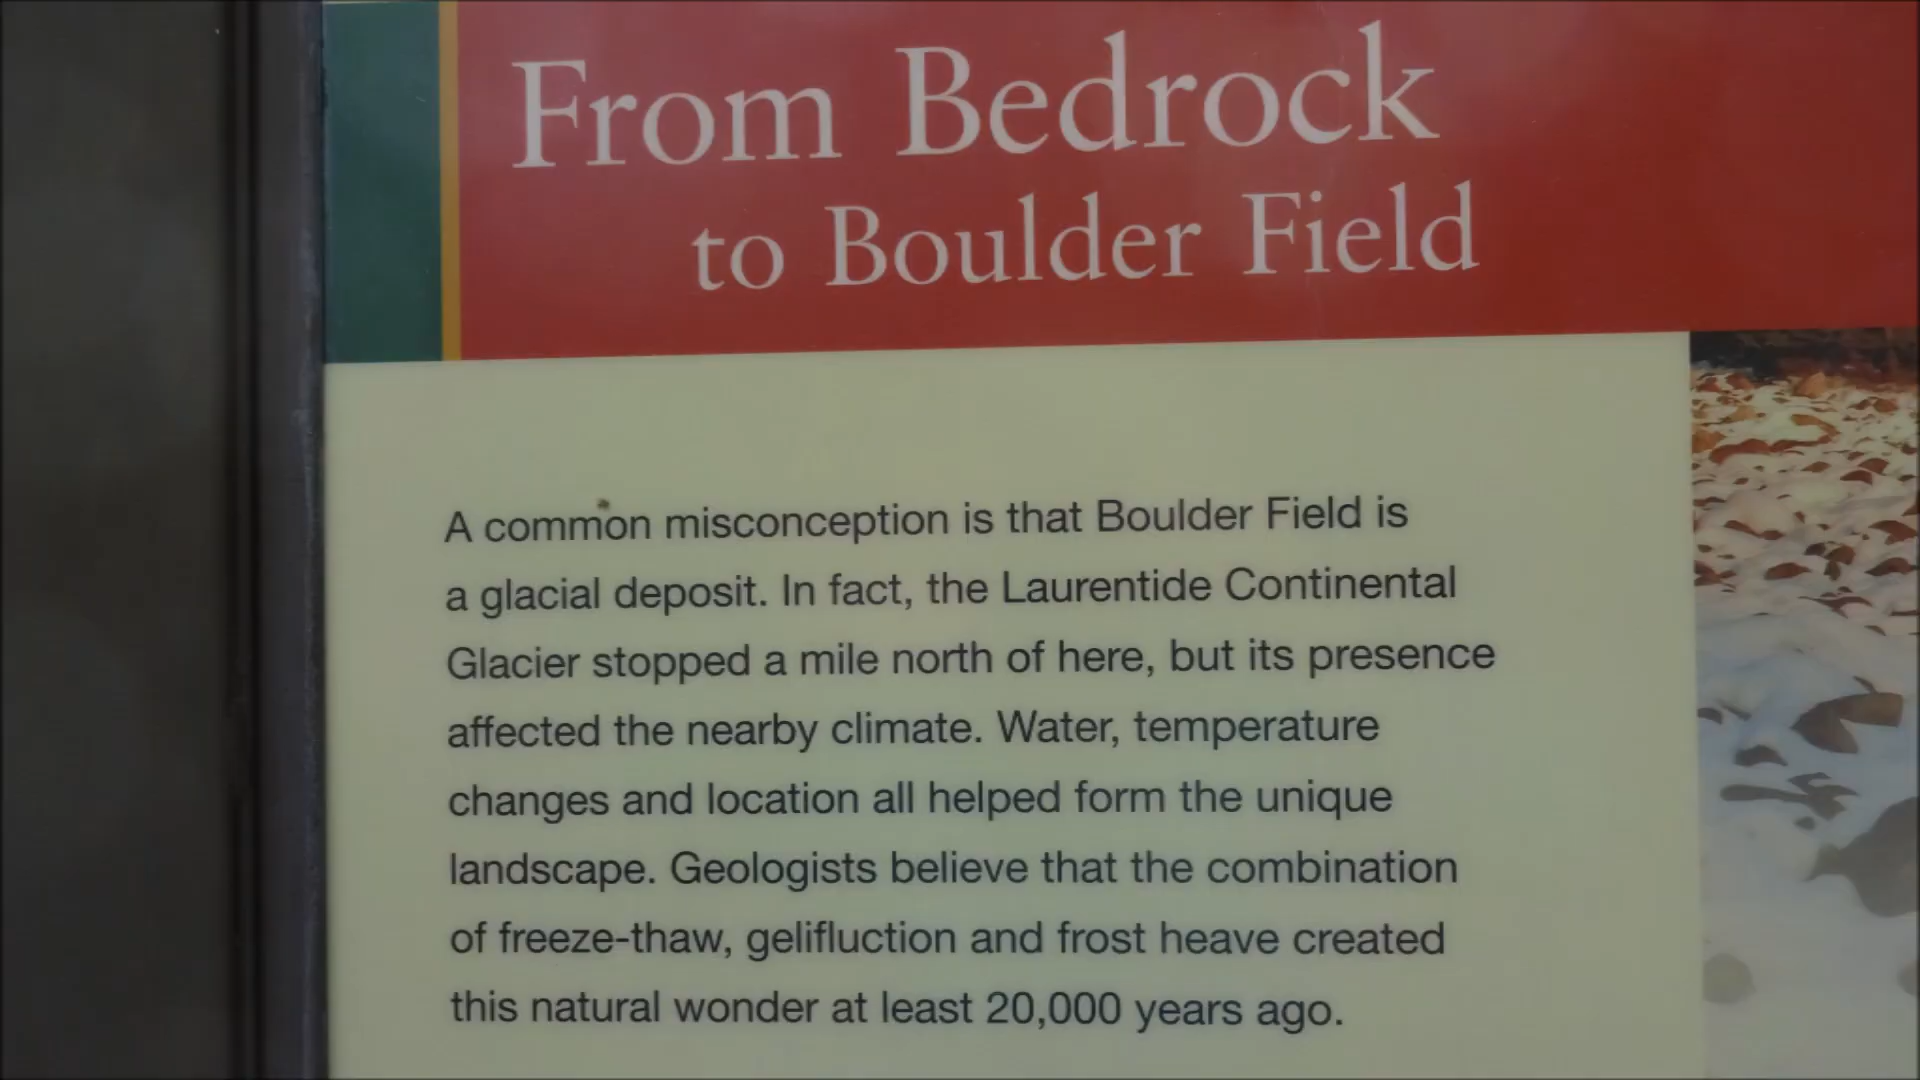 From Bedrock
to Boulder Field
A common misconception is that Boulder Field is
a glacial deposit. In fact, the Laurentide Continental
Glacier stopped a mile north of here, but its presence
affected the nearby climate. Water, temperature
changes and location all helped form the unique
landscape. Geologists believe that the combination
of freeze-thaw, gelifluction and frost heave created
this natural wonder at least 20,000 years ago.